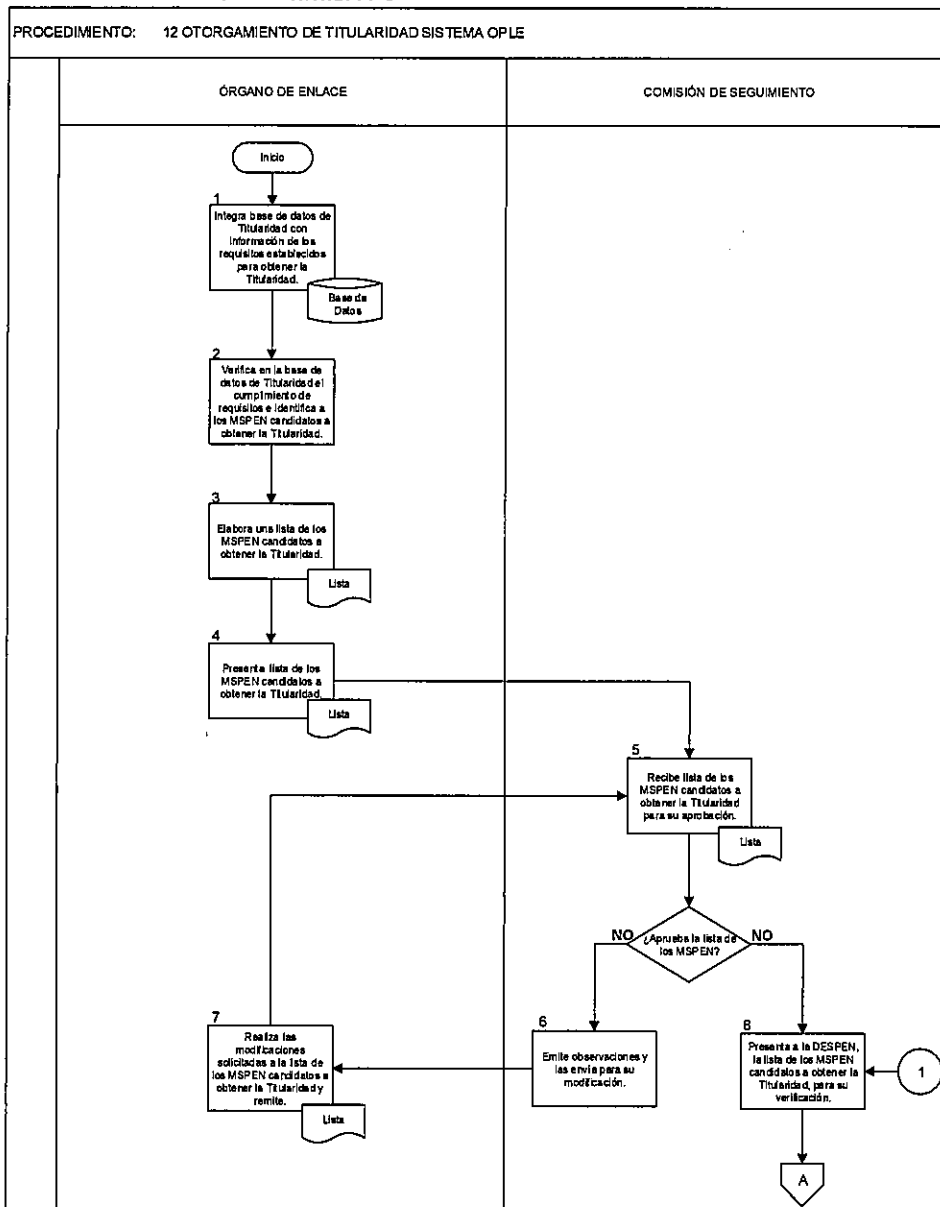 PROCEDIMIENTO: 12 OTORGAMIENTO DE TITULARIDAD SISTEMA OPLE
ÓRGANO DE ENLACE
COMISIÓN DE SEGUIMIENTO
Inicio
1
Integra base de datos de
Titularidad con
información de los
requisitos establecidos
para obtener la
Titularidad.
Base de
Datos
2
Verifica en la base de
datos de Titularidad el
cumplimiento de
requisitos e identifica a
los MSPEN candidatos a
obtener la Titularidad.
3
Elabora una lista de los
MSPEN candidatos a
obtener la Titularidad.
Lista
4
Presenta lista de los
MSPEN candidatos a
obtener la Titularidad.
Lista
5
Recibe lista de los
MSPEN candidatos a
obtener la Titularidad
para su aprobación.
Lista
NO
¿Aprueba la lista de
los MSPEN?
NO
6
Emite observaciones y
las envía para su
modificación.
7
Realiza las
modificaciones
solicitadas a la lista de
los MSPEN candidatos a
obtener la Titularidad y
remite.
Lista
8
Presenta a la DESPEN,
la lista de los MSPEN
candidatos a obtener la
Titularidad, para su
verificación.
1
A